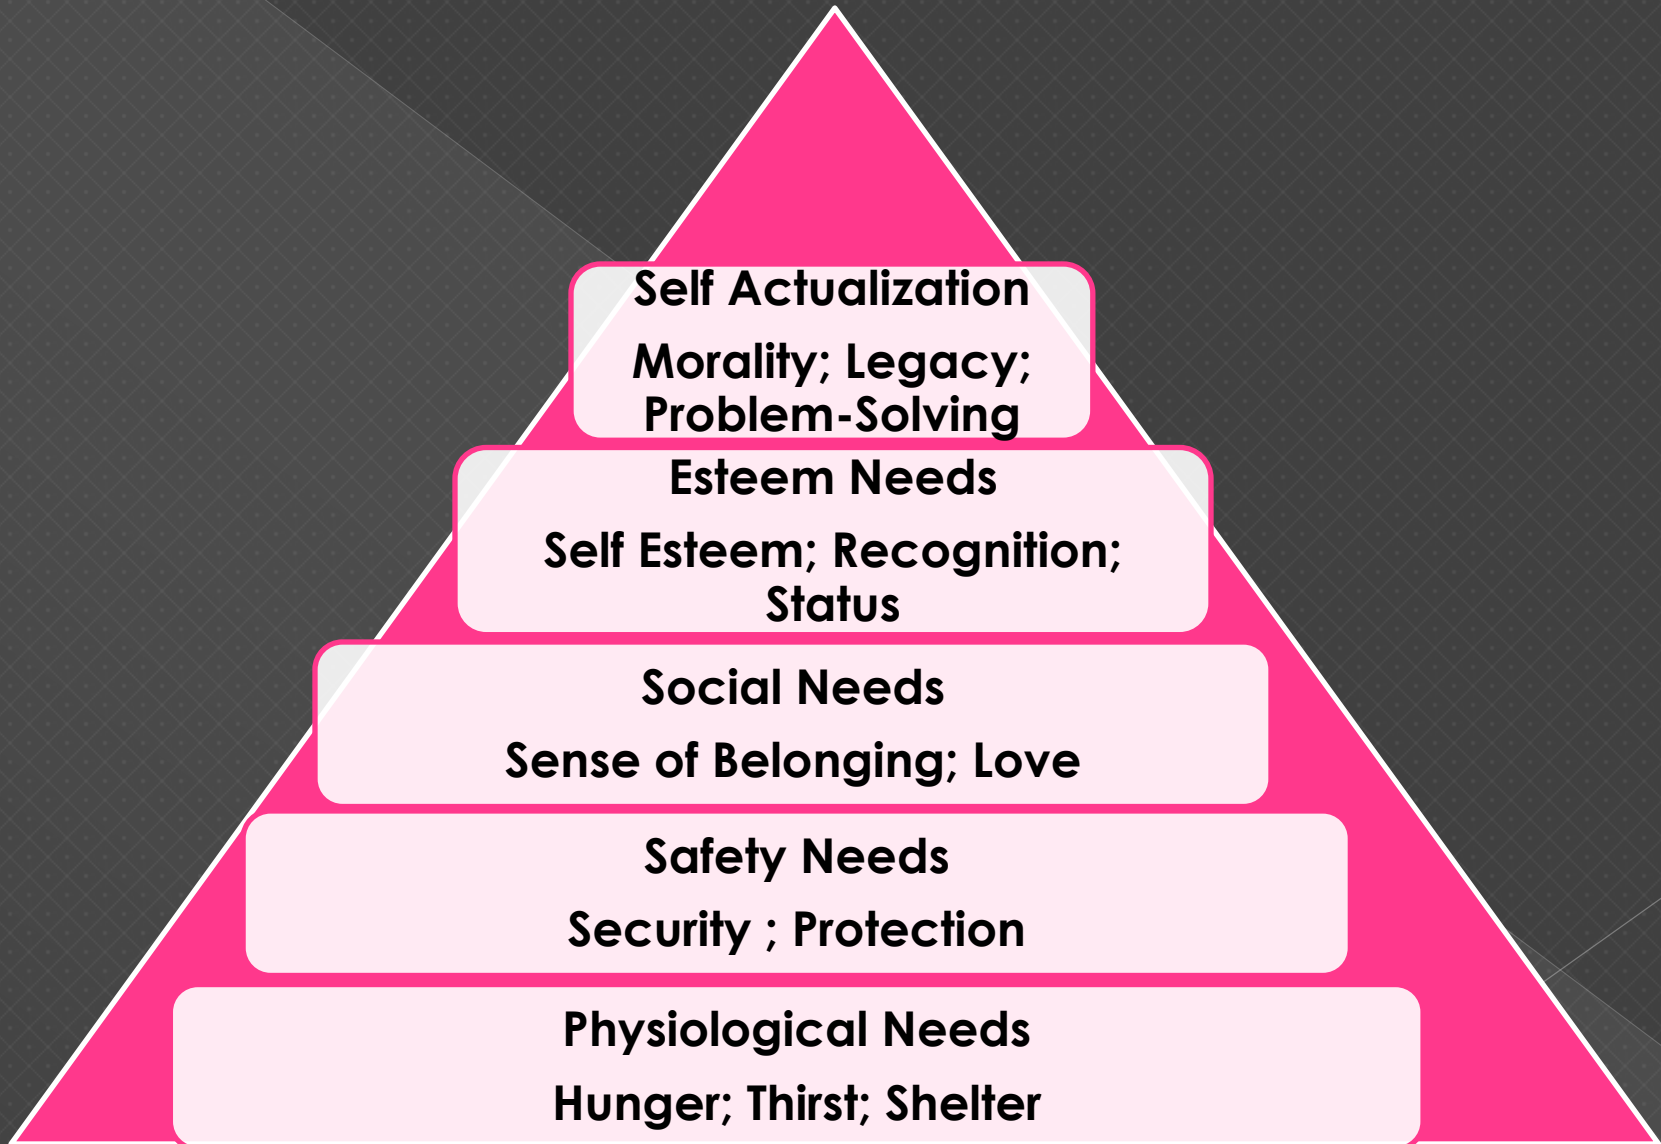 Self Actualization
Morality; Legacy;
Problem-Solving
Esteem Needs
Self Esteem; Recognition;
Status
Social Needs
Sense of Belonging; Love
Safety Needs
Security ; Protection
Physiological Needs
Hunger; Thirst; Shelter